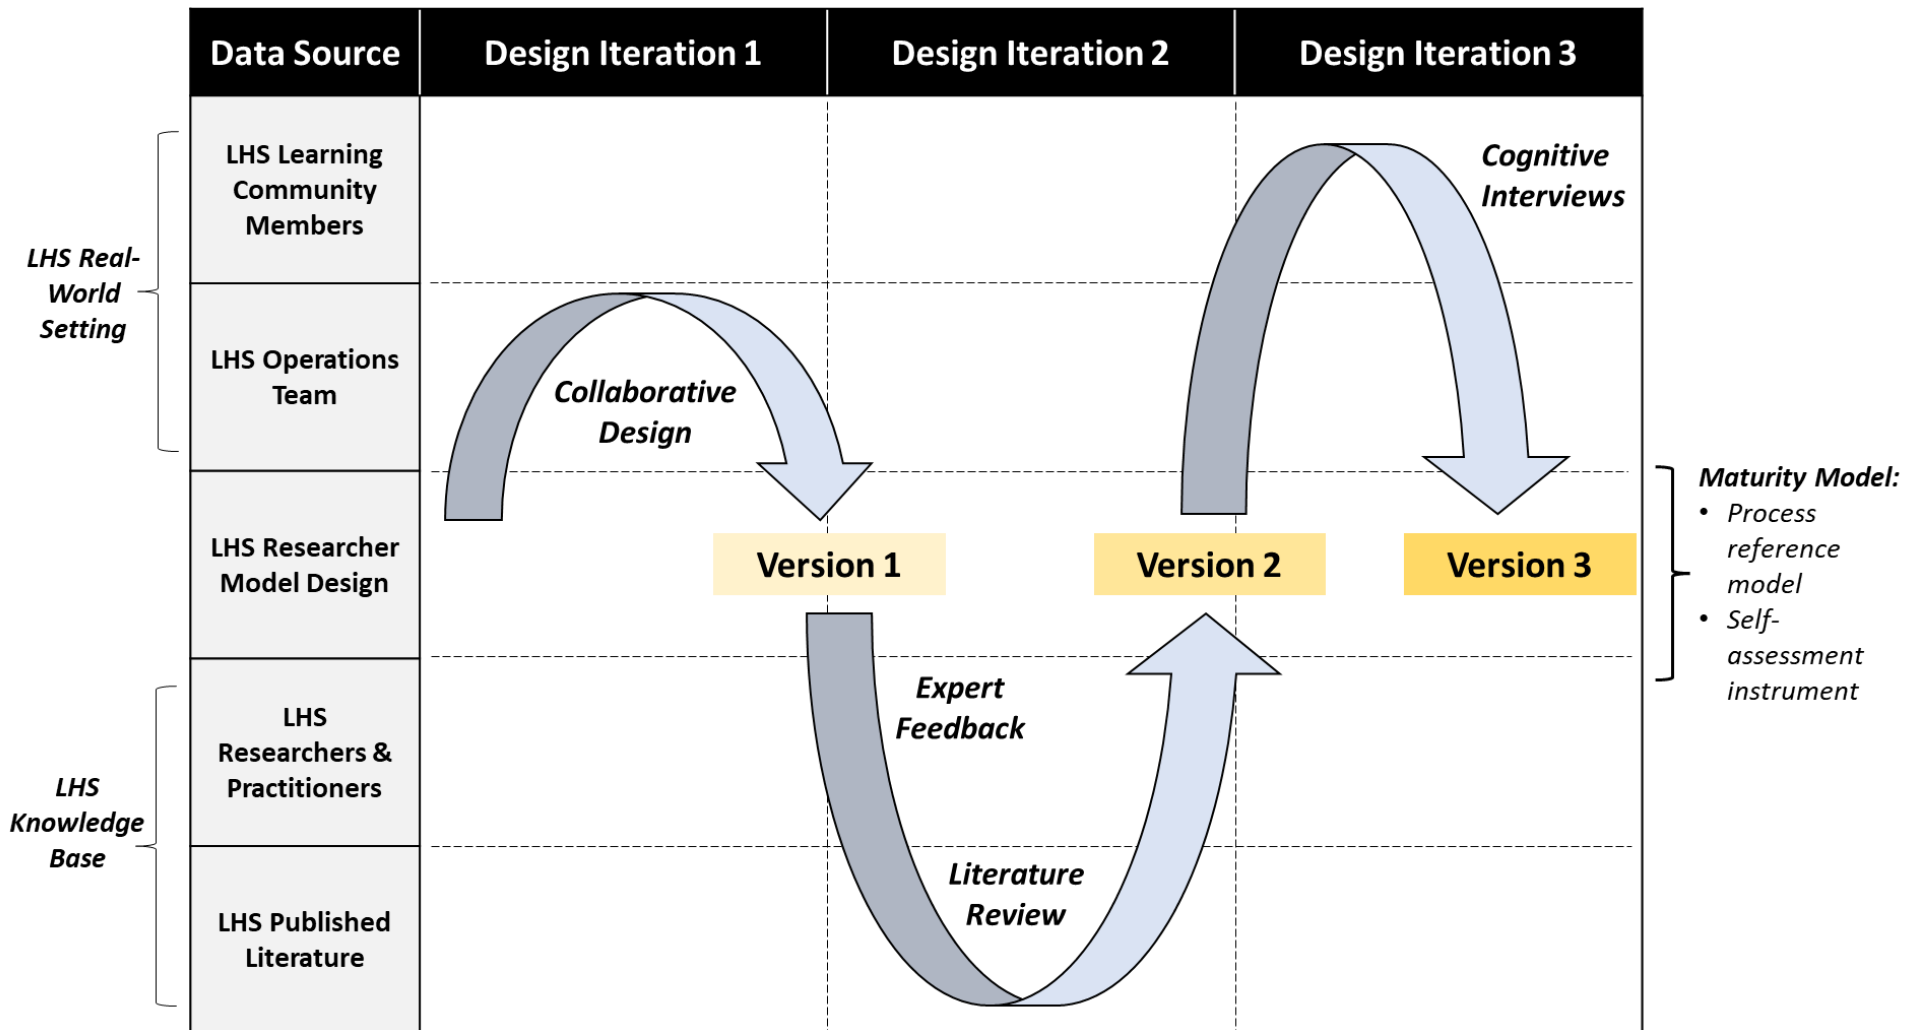 Data Source
Design Iteration 1
Design Iteration 2
Design Iteration 3
LHS Real-
World
Setting
LHS Learning
Community
Members
Cognitive
Interviews
LHS Operations
Team
Collaborative
Design
LHS Researcher
Model Design
Version 1
Version 2
Version 3
Maturity Model:
• Process
reference
model
• Self-
assessment
instrument
LHS
Knowledge
Base
LHS
Researchers &
Practitioners
Expert
Feedback
LHS Published
Literature
Literature
Review